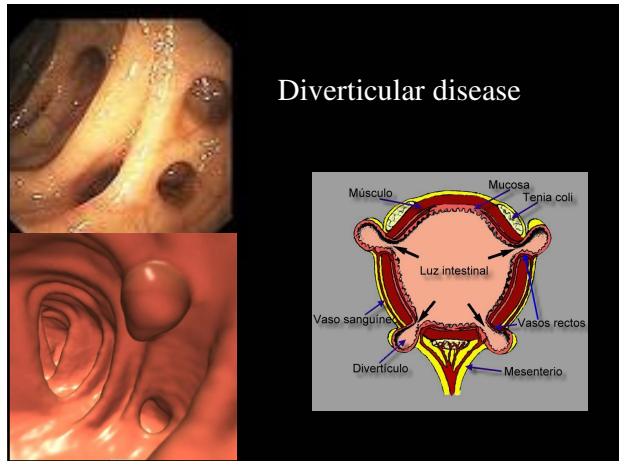 Diverticular disease
Músculo
Mucosa
Tenia coli
Luz intestinal
Vaso sanguíneo
Vasos rectos
Divertículo
Mesenterio